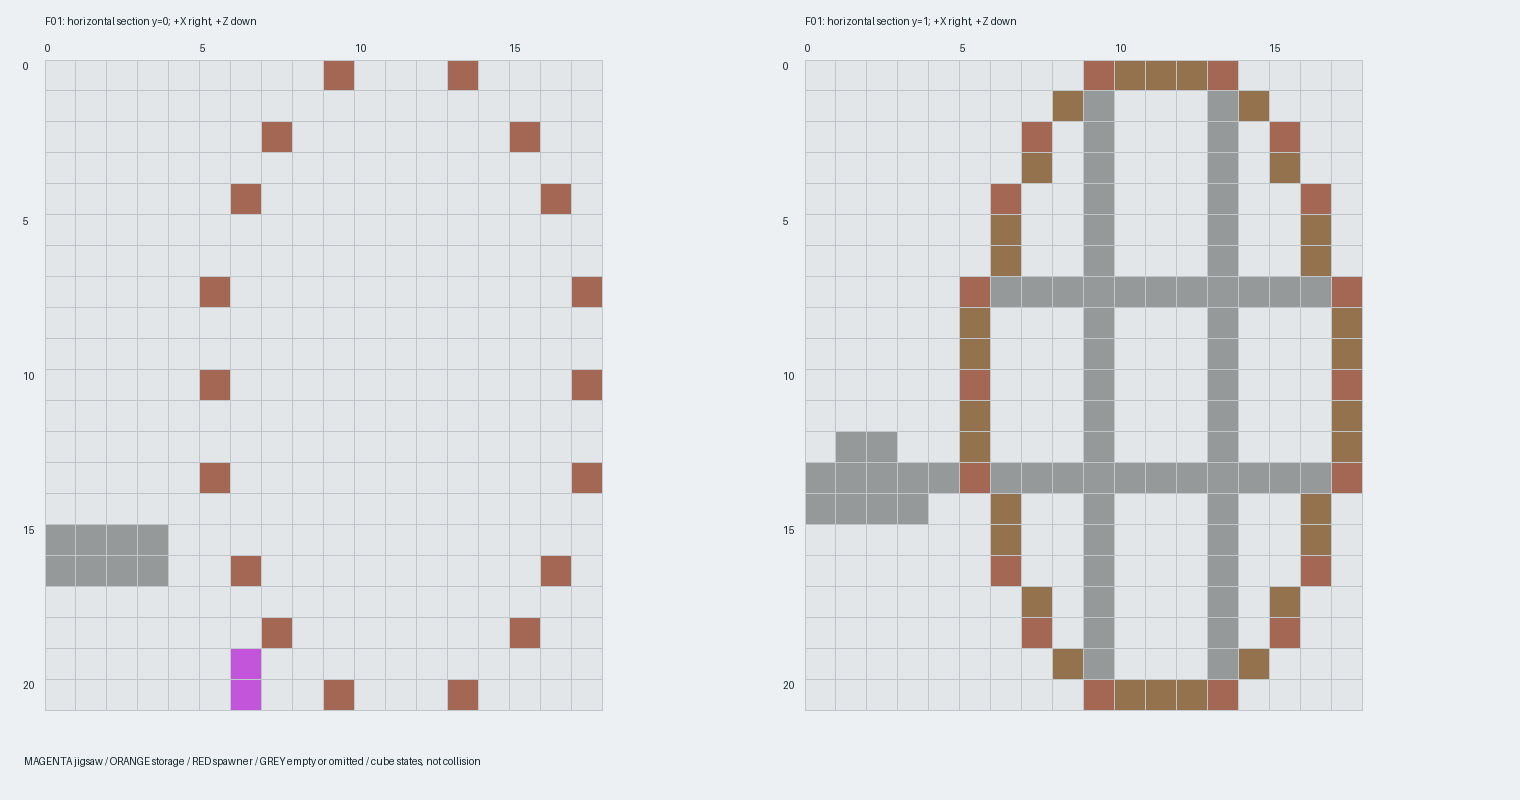 F01: horizontal section y=0; +X right, +Z down
F01: horizontal section y=1; +X right, +Z down
0 5 10 15
0 5 10 15
0
0
5
5
10
10
15
15
20
20
MAGENTA jigsaw / ORANGE storage / RED spawner / GREY empty or omitted / cube states, not collision